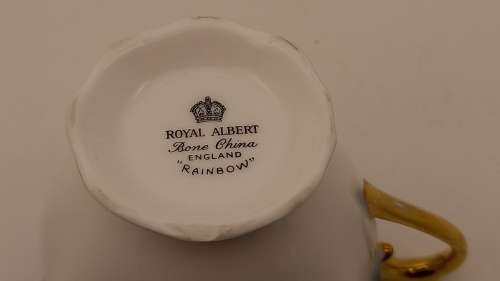 ROYAL ALBERT
Bone China
ENGLAND
"RAINBOW"